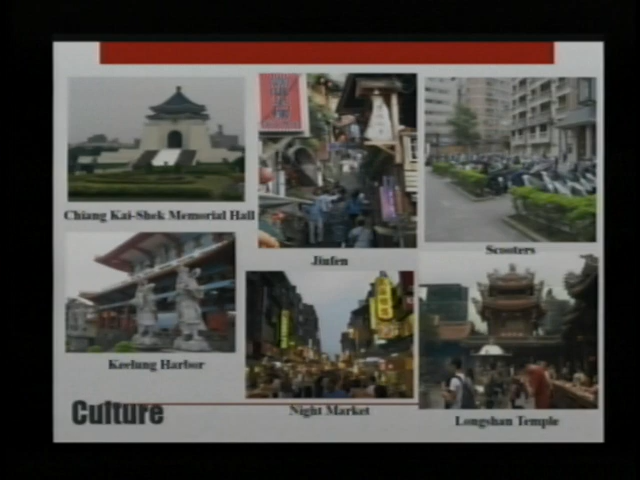 Chiang Kai-Shek Memorial Hall
Jiufen
Scooters
Keelung Harbor
Night Market
Longshan Temple
Culture